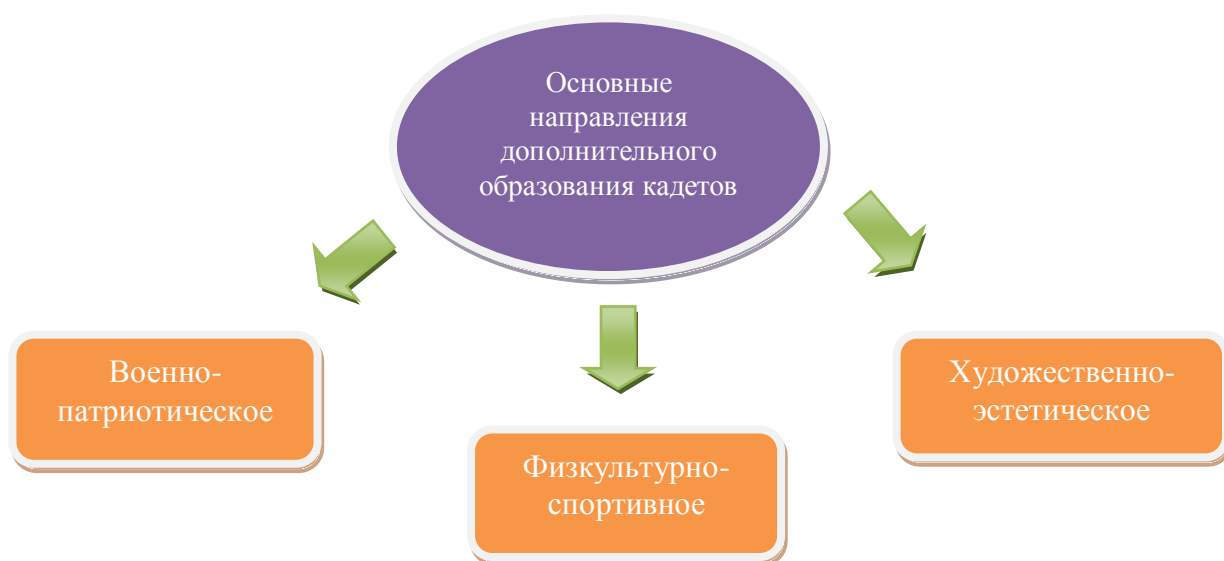 Основные
направления
дополнительного
образования кадетов
Военно-
патриотическое
Физкультурно-
спортивное
Художественно-
эстетическое